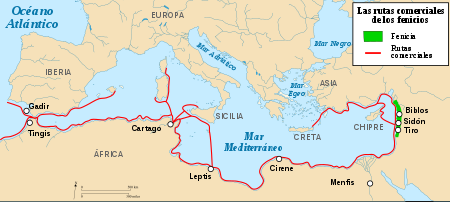 Océano
Atlántico
EUROPA
Las rutas comerciales
de los fenicios
Fenicia
Rutas
comerciales
Mar Negro
Mar Adriático
IBERIA
ASIA
Mar
Egeo
Gadir
Biblos
SICILIA
Tingis
Cartago
CHIPRE
Sidón
Mar
Mediterráneo
CRETA
Tiro
ÁFRICA
Leptis
Cirene
Menfis